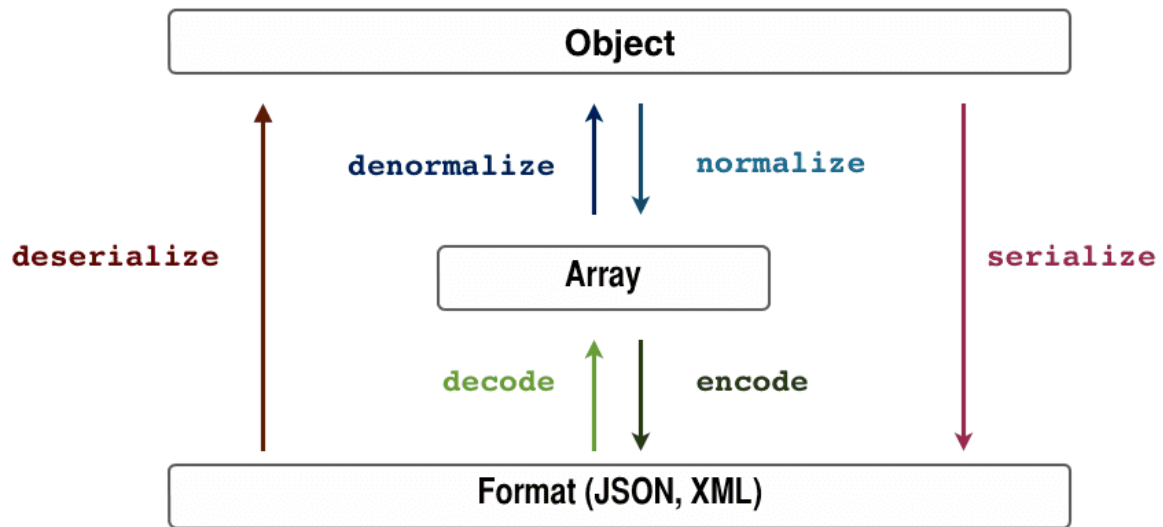 Object
denormalize
normalize
deserialize
Array
serialize
decode
encode
Format (JSON, XML)